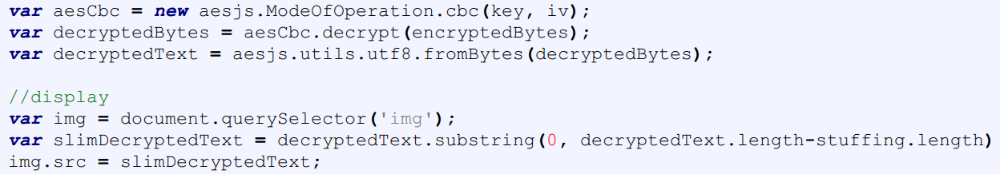 var aesCbc = new aesjs.ModeOfOperation.cbc(key, iv);
var decryptedBytes = aesCbc.decrypt(encryptedBytes);
var decryptedText = aesjs.utils.utf8.fromBytes(decryptedBytes);
//display
var img = document.querySelector('img');
var slimDecryptedText = decryptedText.substring(0, decryptedText.length-stuffing.length)
img.src = slimDecryptedText;